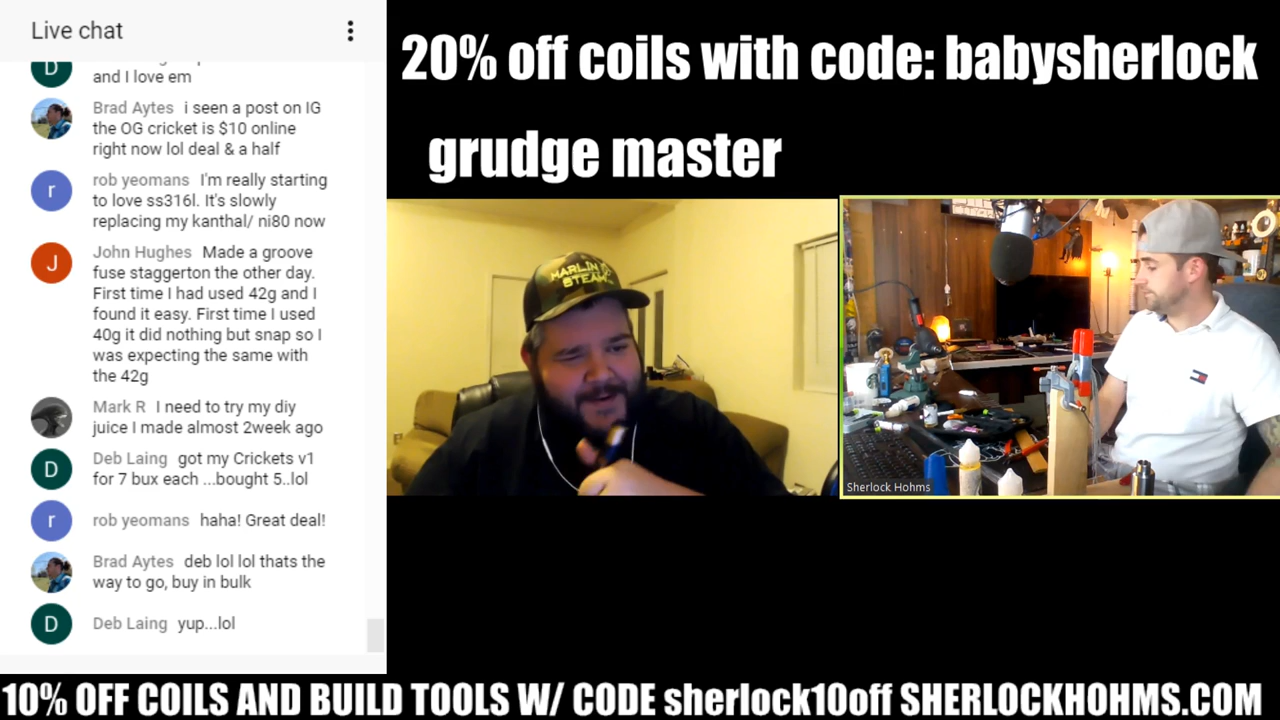 Live chat
and I love em
Brad Aytes i seen a post on IG
the OG cricket is $10 online
right now lol deal & a half
rob yeomans I'm really starting
to love ss316l. It's slowly
replacing my kanthal/ ni80 now
John Hughes Made a groove
fuse staggerton the other day.
First time I had used 42g and I
found it easy. First time I used
40g it did nothing but snap so I
was expecting the same with
the 42g
Mark R I need to try my diy
juice I made almost 2week ago
Deb Laing got my Crickets v1
for 7 bux each ...bought 5..lol
rob yeomans haha! Great deal!
Brad Aytes deb lol lol thats the
way to go, buy in bulk
Deb Laing yup...lol
D
r
J
D
r
D
20% off coils with code: babysherlock
grudge master
STEAM
Sherlock Hohms
10% OFF COILS AND BUILD TOOLS W/ CODE sherlock10off SHERLOCKHOHMS.COM